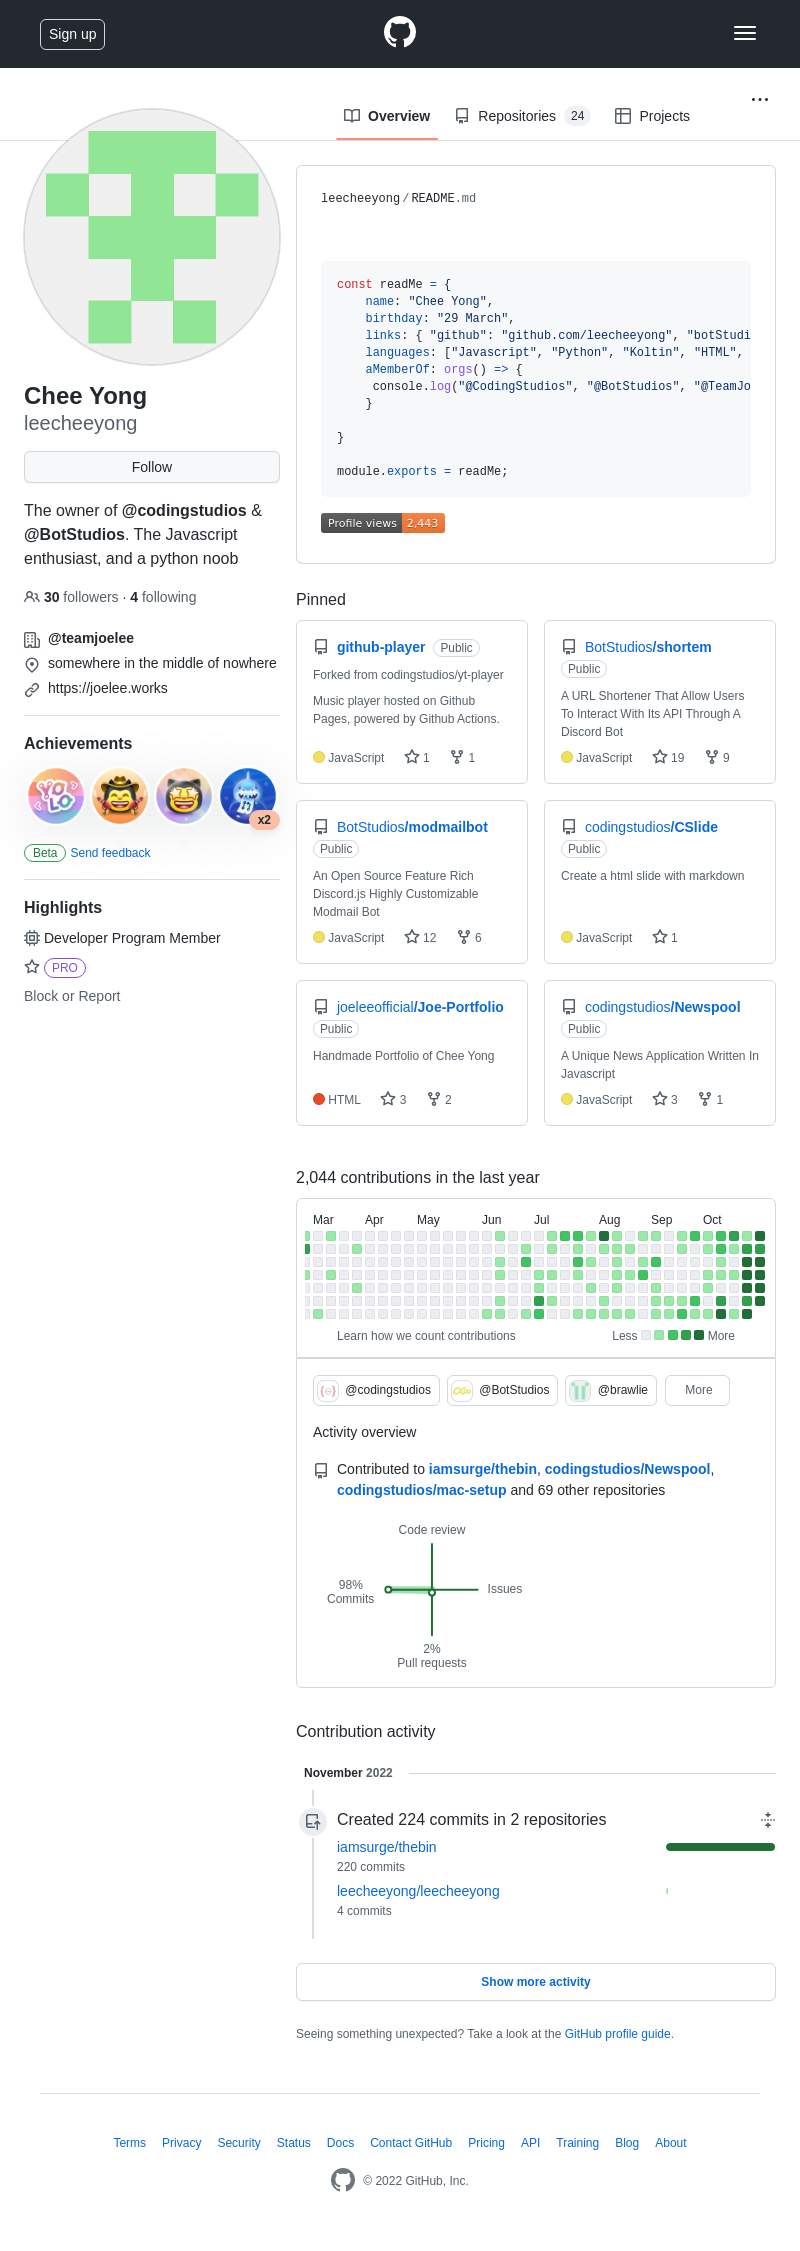 Sign up
Overview
Repositories 24
Projects
leecheeyong/README.md
const readMe = {
name: "Chee Yong",
birthday: "29 March",
links: { "github": "github.com/leecheeyong", "botStudi
languages: ["Javascript", "Python", "Koltin", "HTML",
aMemberOf: orgs() => {
console.log("@CodingStudios", "@BotStudios", "@TeamJo
}
}
module.exports = readMe;
Profile views 2,443
Chee Yong
leecheeyong
Follow
The owner of @codingstudios &
@BotStudios. The Javascript
enthusiast, and a python noob
30 followers · 4 following
@teamjoelee
somewhere in the middle of nowhere
https://joelee.works
Achievements
YOLO
x2
Beta Send feedback
Highlights
Developer Program Member
PRO
Block or Report
Pinned
github-player Public
Forked from codingstudios/yt-player
Music player hosted on Github
Pages, powered by Github Actions.
JavaScript 1 1
BotStudios/shortem
Public
A URL Shortener That Allow Users
To Interact With Its API Through A
Discord Bot
JavaScript 19 9
BotStudios/modmailbot
Public
An Open Source Feature Rich
Discord.js Highly Customizable
Modmail Bot
JavaScript 12 6
codingstudios/CSlide
Public
Create a html slide with markdown
JavaScript 1
joeleeofficial/Joe-Portfolio
Public
Handmade Portfolio of Chee Yong
HTML 3 2
codingstudios/Newspool
Public
A Unique News Application Written In
Javascript
JavaScript 3 1
2,044 contributions in the last year
Mar Apr May Jun Jul Aug Sep Oct
Learn how we count contributions
Less More
@codingstudios @BotStudios @brawlie More
Activity overview
Contributed to iamsurge/thebin, codingstudios/Newspool,
codingstudios/mac-setup and 69 other repositories
Code review
98%
Commits
Issues
2%
Pull requests
Contribution activity
November 2022
Created 224 commits in 2 repositories
iamsurge/thebin
220 commits
leecheeyong/leecheeyong
4 commits
Show more activity
Seeing something unexpected? Take a look at the GitHub profile guide.
Terms Privacy Security Status Docs Contact GitHub Pricing API Training Blog About
© 2022 GitHub, Inc.